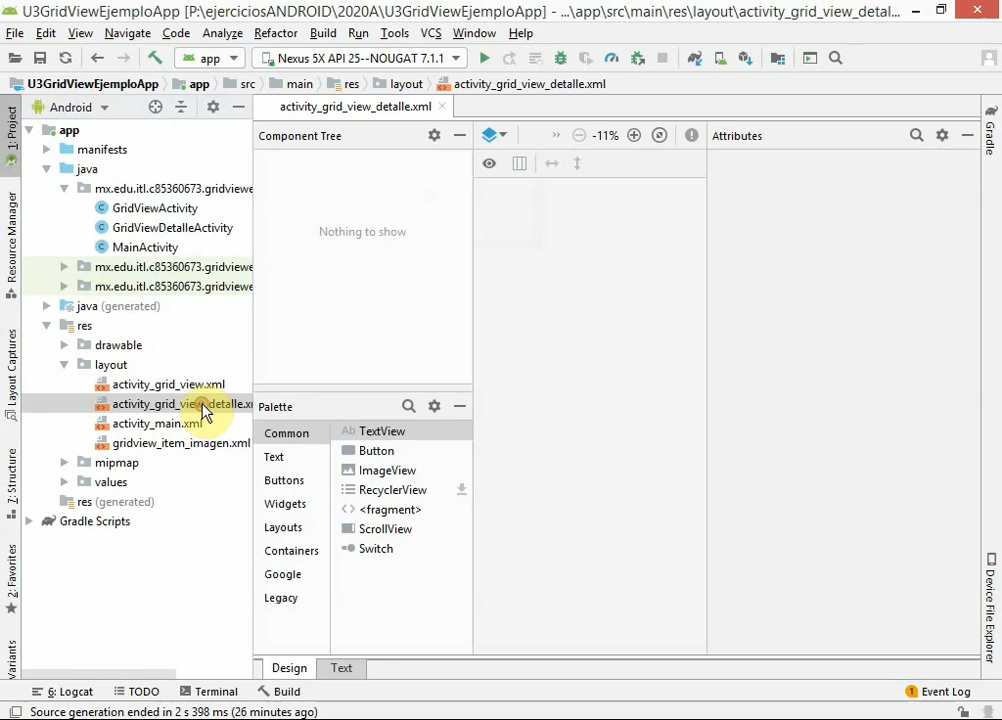 U3GridViewEjemploApp [P:\ejerciciosANDROID\2020A\U3GridViewEjemploApp] - ...\app\src\main\res\layout\activity_grid_view_detal...
File Edit View Navigate Code Analyze Refactor Build Run Tools VCS Window Help
app Nexus 5X API 25--NOUGAT 7.1.1
U3GridViewEjemploApp app src main res layout activity_grid_view_detalle.xml
1: Project
Resource Manager
Layout Captures
7: Structure
2: Favorites
Variants
Android
app
manifests
java
mx.edu.itl.c85360673.gridviewe
GridViewActivity
GridViewDetalleActivity
MainActivity
mx.edu.itl.c85360673.gridviewe
mx.edu.itl.c85360673.gridviewe
java (generated)
res
drawable
layout
activity_grid_view.xml
activity_grid_view_detalle.xm
activity_main.xml
gridview_item_imagen.xml
mipmap
values
res (generated)
Gradle Scripts
activity_grid_view_detalle.xml
Component Tree
Nothing to show
Palette
Common
Text
Buttons
Widgets
Layouts
Containers
Google
Legacy
Ab TextView
Button
ImageView
RecyclerView
<fragment>
ScrollView
Switch
Design Text
-11%
Attributes
Gradle
Device File Explorer
6: Logcat TODO Terminal Build
1 Event Log
Source generation ended in 2 s 398 ms (26 minutes ago)